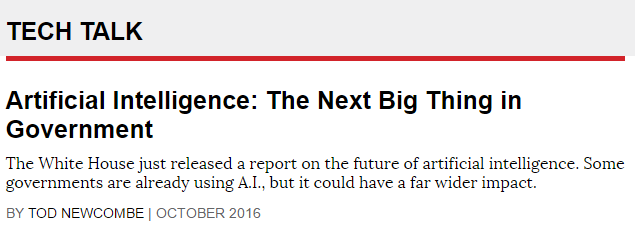 TECH TALK
Artificial Intelligence: The Next Big Thing in
Government
The White House just released a report on the future of artificial intelligence. Some
governments are already using A.I., but it could have a far wider impact.
BY TOD NEWCOMBE | OCTOBER 2016